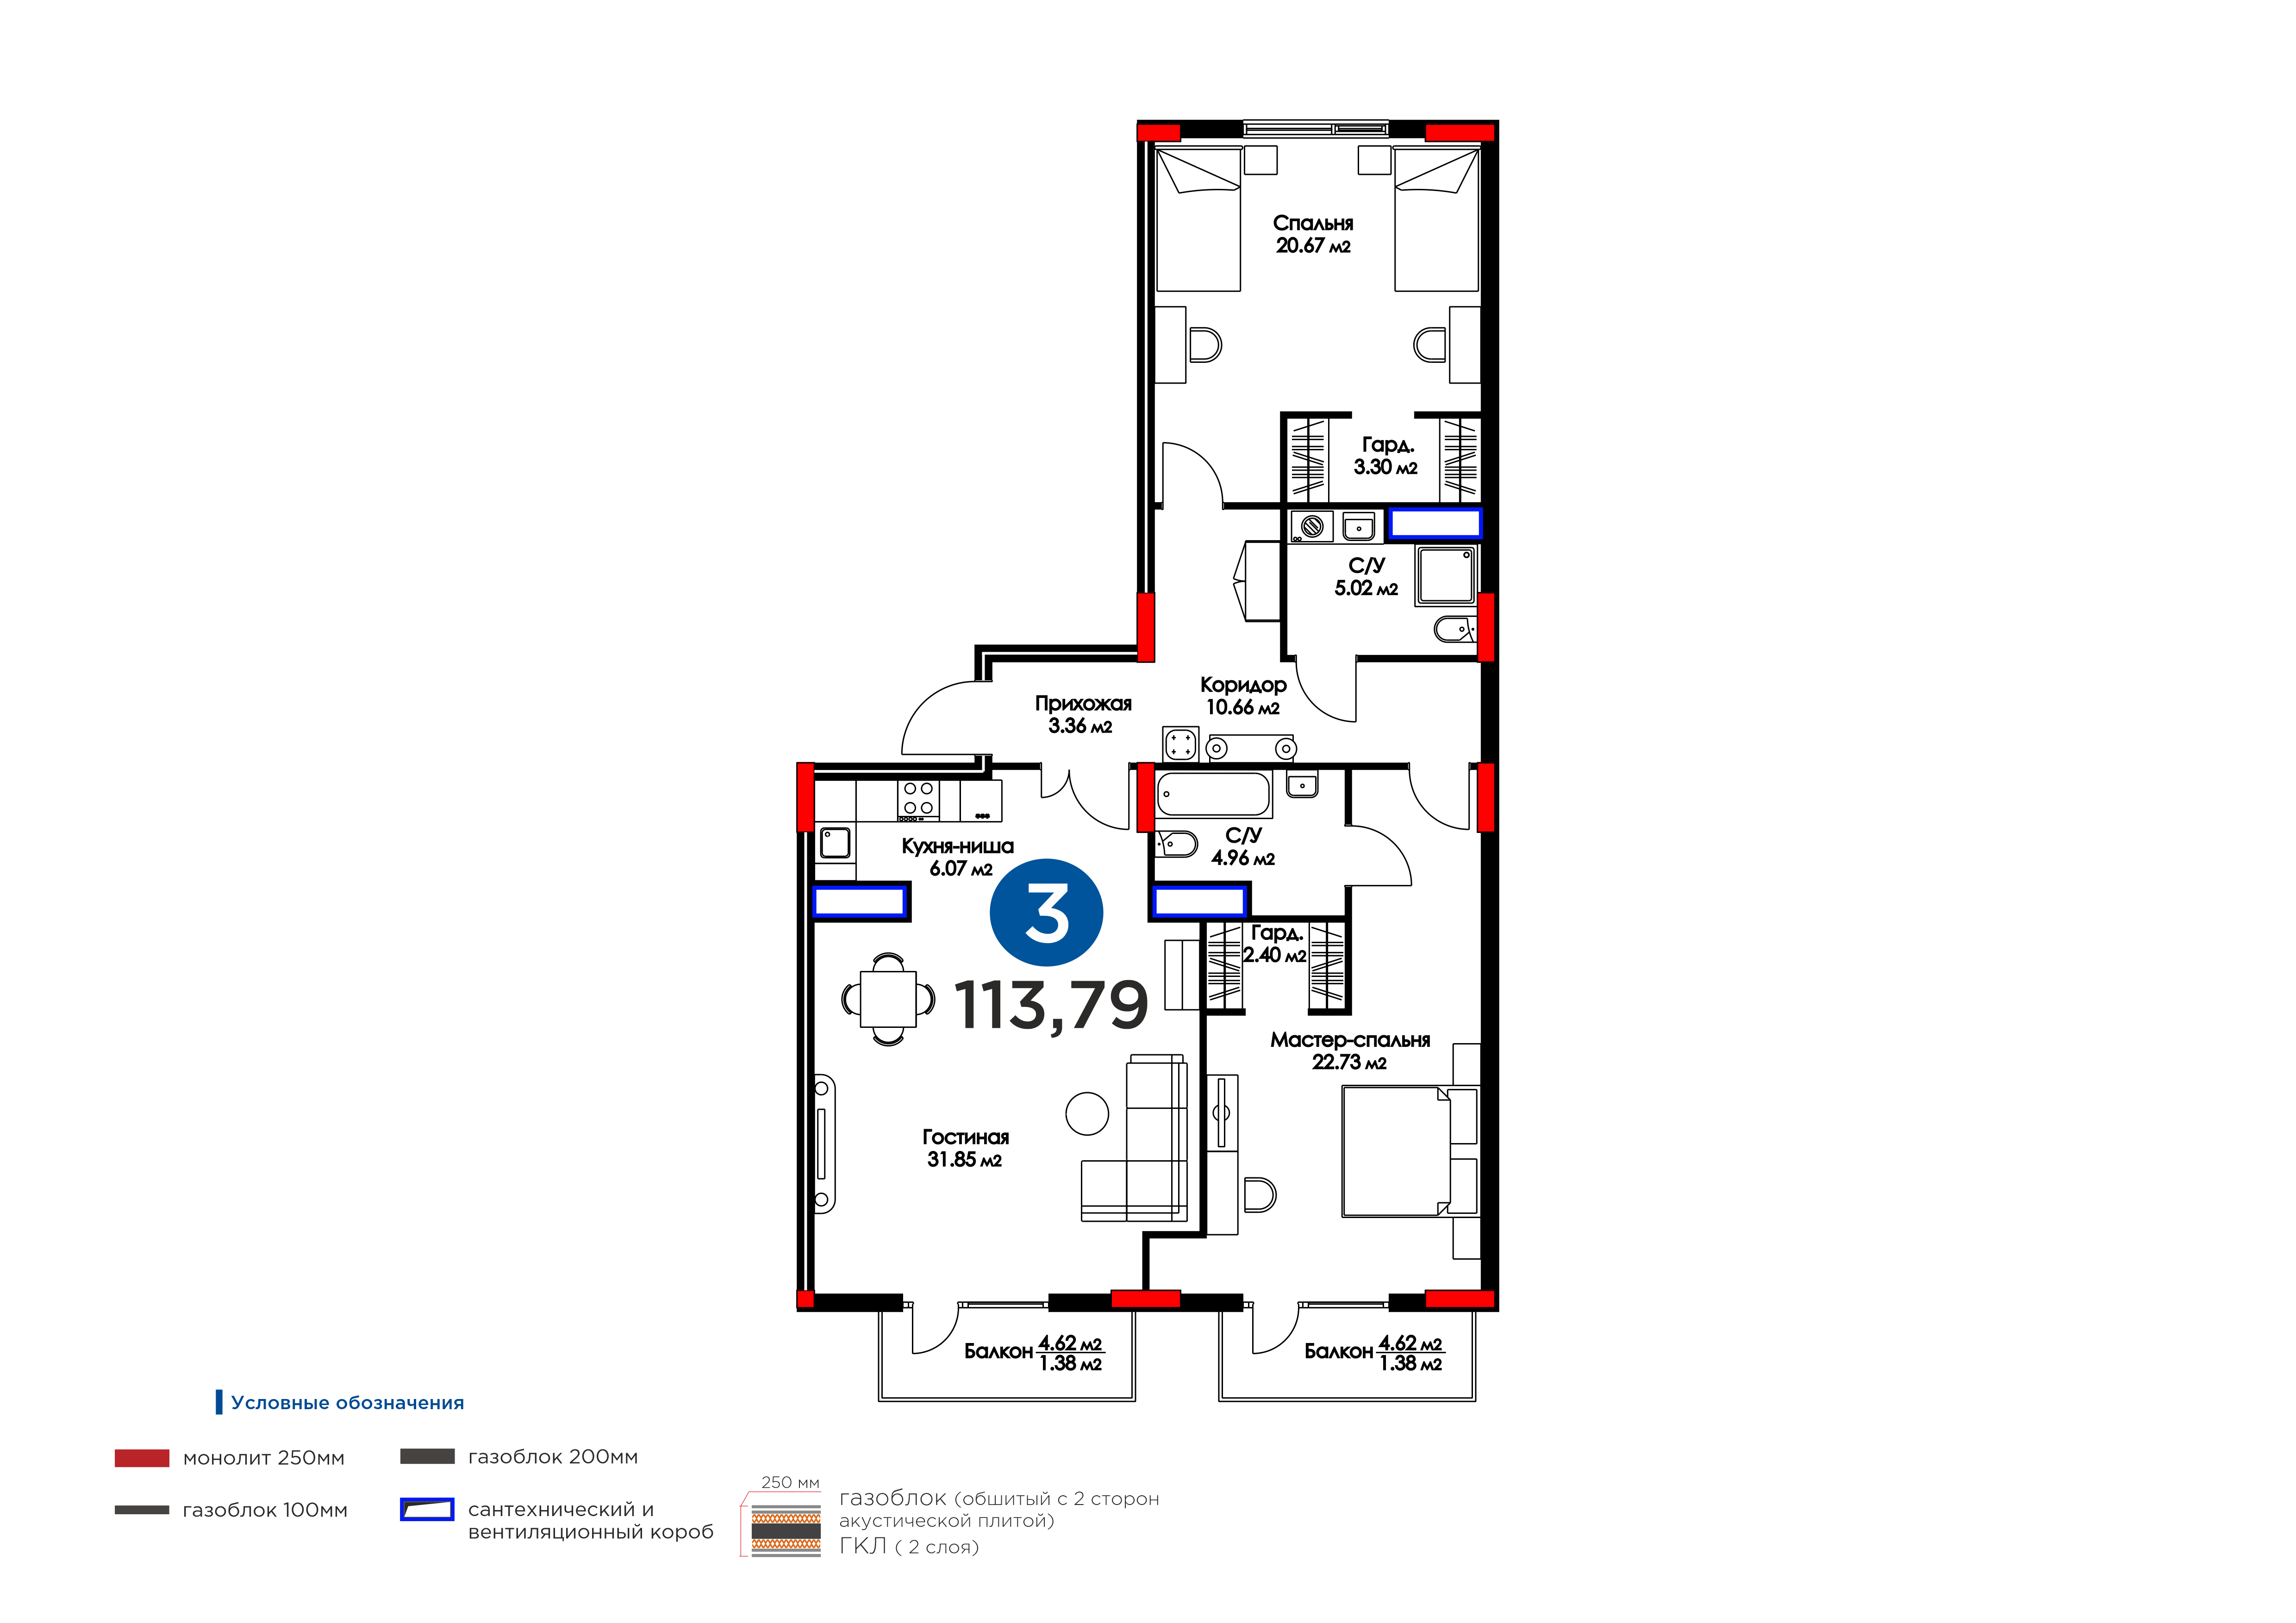 Спальня
20.67 м2
Гард.
3.30 м2
С/У
5.02 м2
Коридор
10.66 м2
Прихожая
3.36 м2
Кухня-ниша
6.07 м2
С/У
4.96 м2
3
113,79
Гард.
2.40 м2
Мастер-спальня
22.73 м2
Гостиная
31.85 м2
Балкон 4.62 м2
1.38 м2
Балкон 4.62 м2
1.38 м2
Условные обозначения
монолит 250мм
газоблок 200мм
газоблок 100мм
сантехнический и
вентиляционный короб
250 мм
газоблок (обшитый с 2 сторон
акустической плитой)
ГКЛ ( 2 слоя)